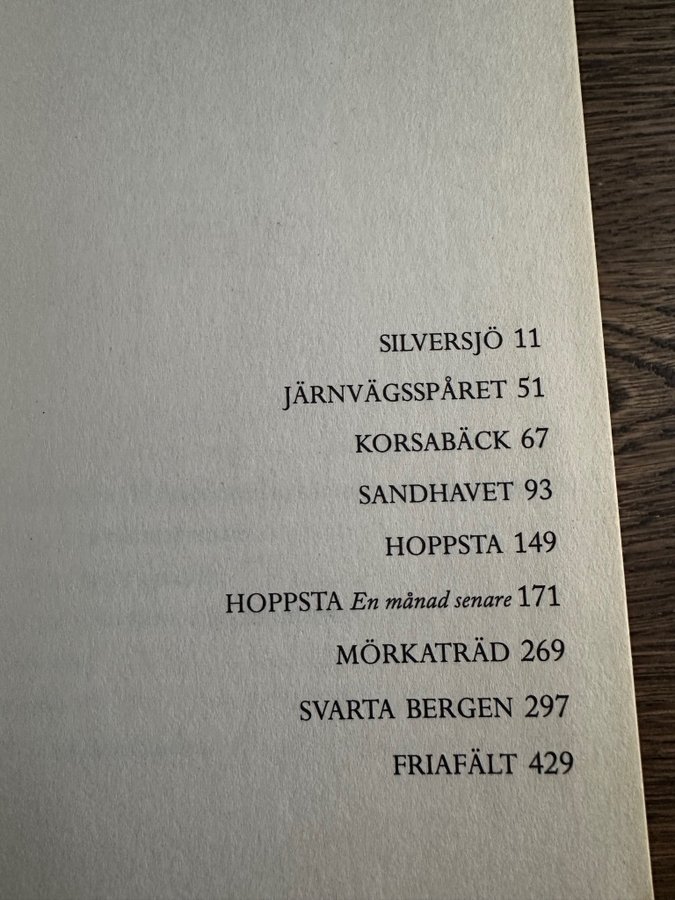 SILVERSJÖ 11
JÄRNVÄGSSPÅRET 51
KORSABÄCK 67
SANDHAVET 93
HOPPSTA 149
HOPPSTA En månad senare 171
MÖRKATRÄD 269
SVARTA BERGEN 297
FRIAFÄLT 429